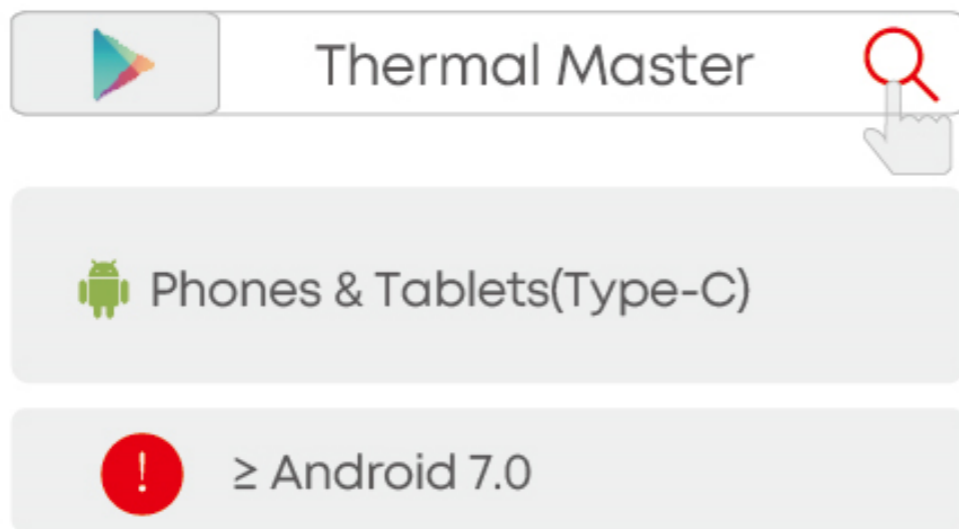 Thermal Master
Phones & Tablets(Type-C)
! ≥ Android 7.0